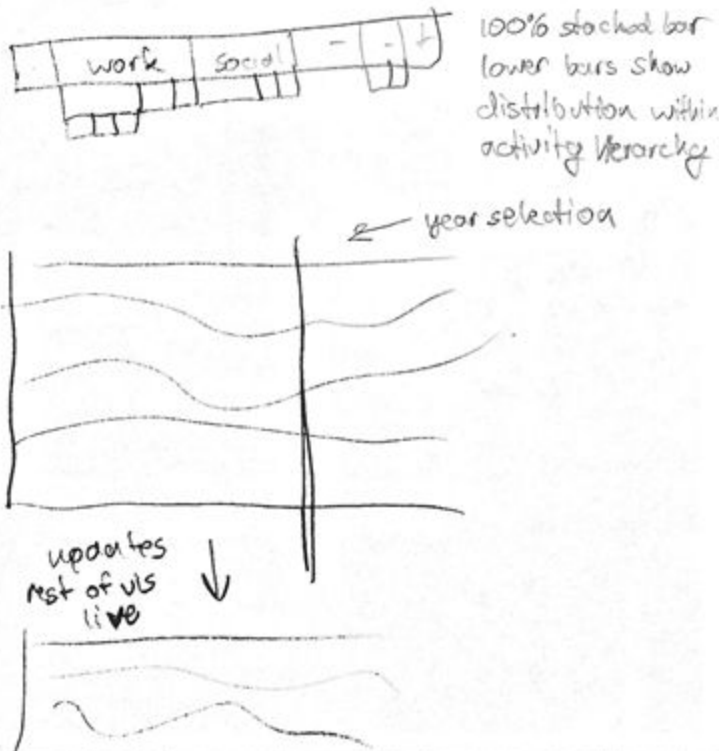 work social
100% stacked bar
lower bars show
distribution within
activity hierarchy
year selection
updates
rest of vis
live